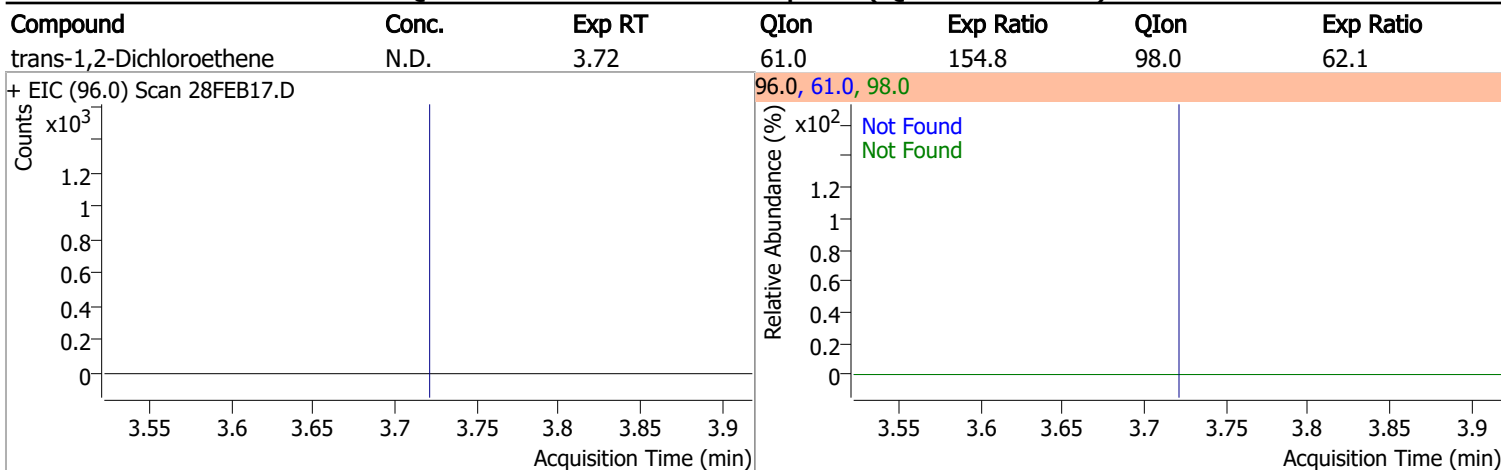 Compound Conc. Exp RT QIon Exp Ratio QIon Exp Ratio
trans-1,2-Dichloroethene N.D. 3.72 61.0 154.8 98.0 62.1
+ EIC (96.0) Scan 28FEB17.D
Counts
x10³
1.2
1
0.8
0.6
0.4
0.2
0
3.55 3.6 3.65 3.7 3.75 3.8 3.85 3.9
Acquisition Time (min)
96.0, 61.0, 98.0
Relative Abundance (%)
x10²
Not Found
Not Found
1.2
1
0.8
0.6
0.4
0.2
0
3.55 3.6 3.65 3.7 3.75 3.8 3.85 3.9
Acquisition Time (min)